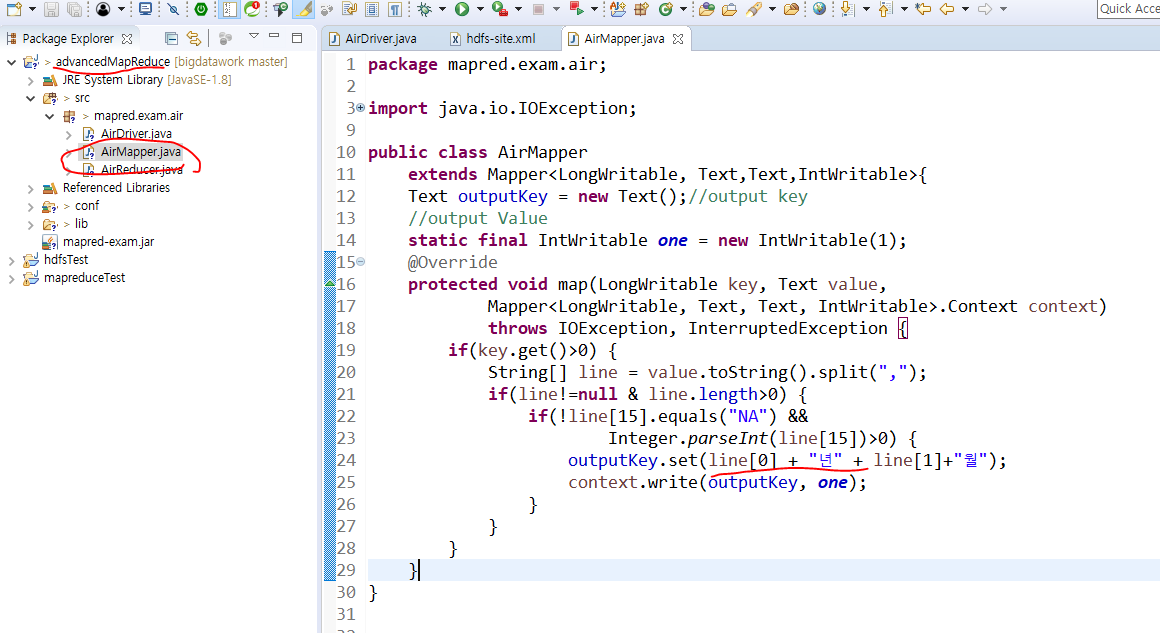 Quick Acce
Package Explorer
> advancedMapReduce [bigdatawork master]
JRE System Library [JavaSE-1.8]
> src
> mapred.exam.air
AirDriver.java
AirMapper.java
AirReducer.java
Referenced Libraries
> conf
> lib
mapred-exam.jar
hdfsTest
mapreduceTest
AirDriver.java
hdfs-site.xml
AirMapper.java
1 package mapred.exam.air;
2
3 import java.io.IOException;
9
10 public class AirMapper
11 extends Mapper<LongWritable, Text,Text,IntWritable>{
12 Text outputKey = new Text();//output key
13 //output Value
14 static final IntWritable one = new IntWritable(1);
15 @Override
16 protected void map(LongWritable key, Text value,
17 Mapper<LongWritable, Text, Text, IntWritable>.Context context)
18 throws IOException, InterruptedException {
19 if(key.get()>0) {
20 String[] line = value.toString().split(",");
21 if(line!=null & line.length>0) {
22 if(!line[15].equals("NA") &&
23 Integer.parseInt(line[15])>0) {
24 outputKey.set(line[0] + "년" + line[1]+"월");
25 context.write(outputKey, one);
26 }
27 }
28 }
29 }
30 }
31